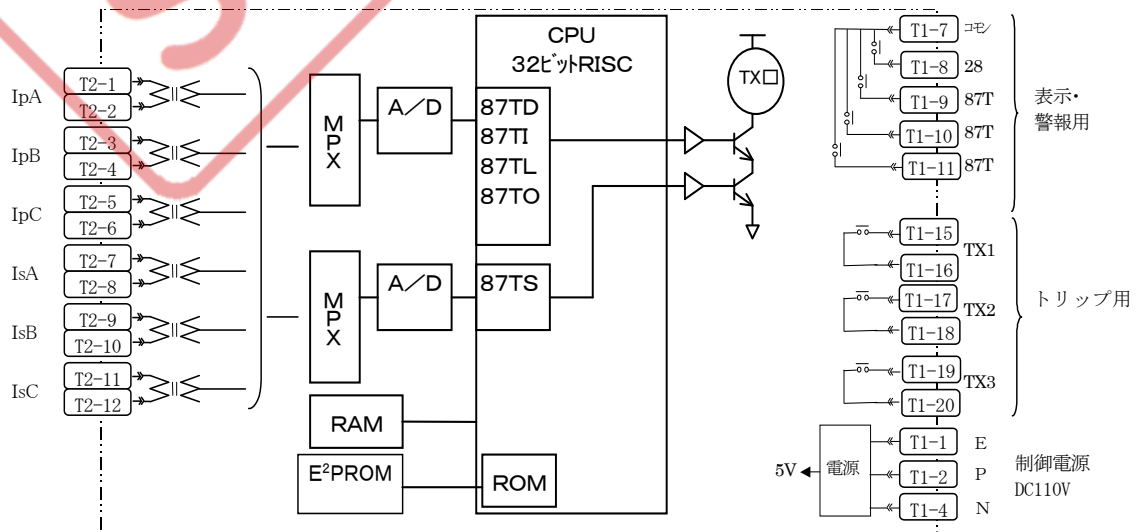 IpA
T2-1
T2-2
IpB
T2-3
T2-4
IpC
T2-5
T2-6
IsA
T2-7
T2-8
IsB
T2-9
T2-10
IsC
T2-11
T2-12
MPX
A/D
MPX
A/D
RAM
E²PROM
CPU
32ビットRISC
87TD
87TI
87TL
87TO
87TS
ROM
TX□
T1-7 コモン
T1-8 28
T1-9 87T
T1-10 87T
T1-11 87T
表示・
警報用
T1-15
T1-16
TX1
T1-17
T1-18
TX2
T1-19
T1-20
TX3
トリップ用
5V
電源
T1-1 E
T1-2 P
T1-4 N
制御電源
DC110V